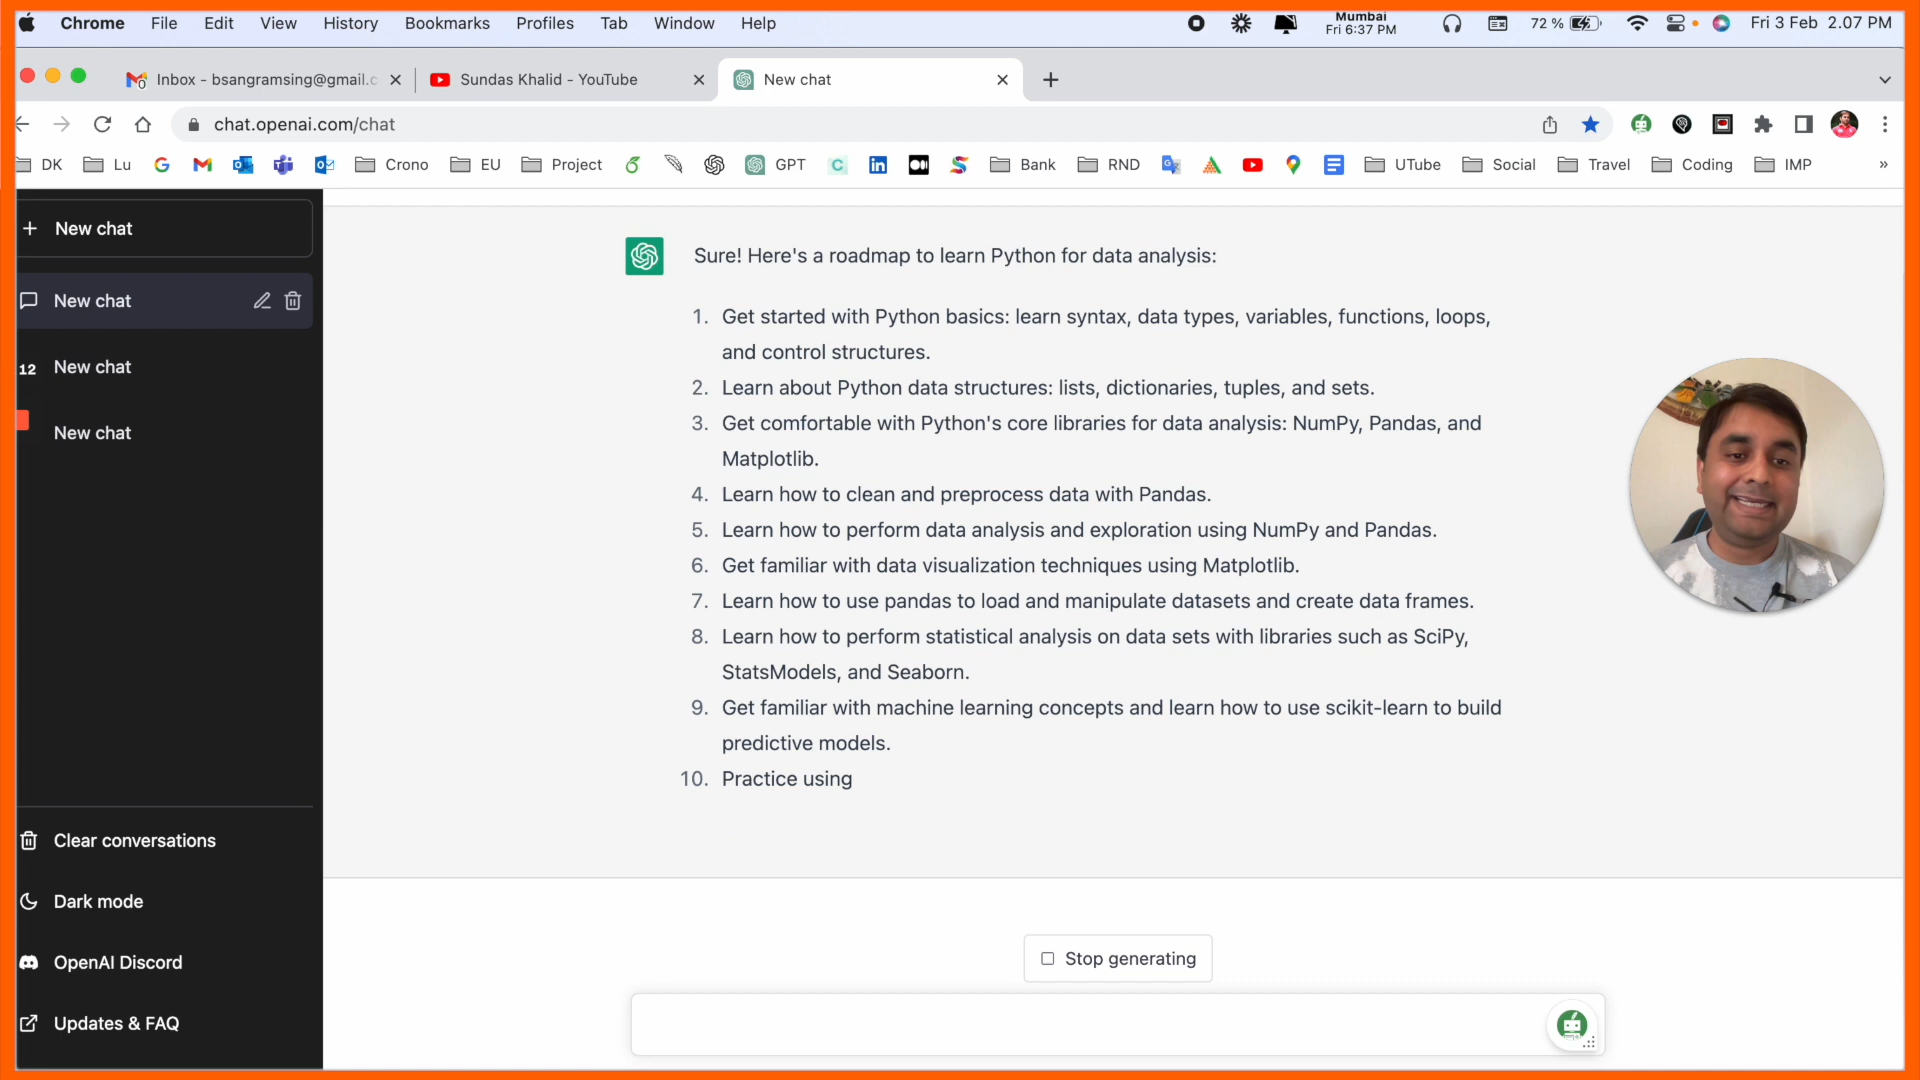 Chrome File Edit View History Bookmarks Profiles Tab Window Help Mumbai Fri 6:37 PM 72 % Fri 3 Feb 2.07 PM
Inbox - bsangramsing@gmail.c Sundas Khalid - YouTube New chat
chat.openai.com/chat
DK Lu Crono EU Project GPT Bank RND UTube Social Travel Coding IMP »
+ New chat
New chat
12 New chat
New chat
Sure! Here's a roadmap to learn Python for data analysis:
1. Get started with Python basics: learn syntax, data types, variables, functions, loops,
and control structures.
2. Learn about Python data structures: lists, dictionaries, tuples, and sets.
3. Get comfortable with Python's core libraries for data analysis: NumPy, Pandas, and
Matplotlib.
4. Learn how to clean and preprocess data with Pandas.
5. Learn how to perform data analysis and exploration using NumPy and Pandas.
6. Get familiar with data visualization techniques using Matplotlib.
7. Learn how to use pandas to load and manipulate datasets and create data frames.
8. Learn how to perform statistical analysis on data sets with libraries such as SciPy,
StatsModels, and Seaborn.
9. Get familiar with machine learning concepts and learn how to use scikit-learn to build
predictive models.
10. Practice using
Clear conversations
Dark mode
OpenAI Discord
Updates & FAQ
Stop generating